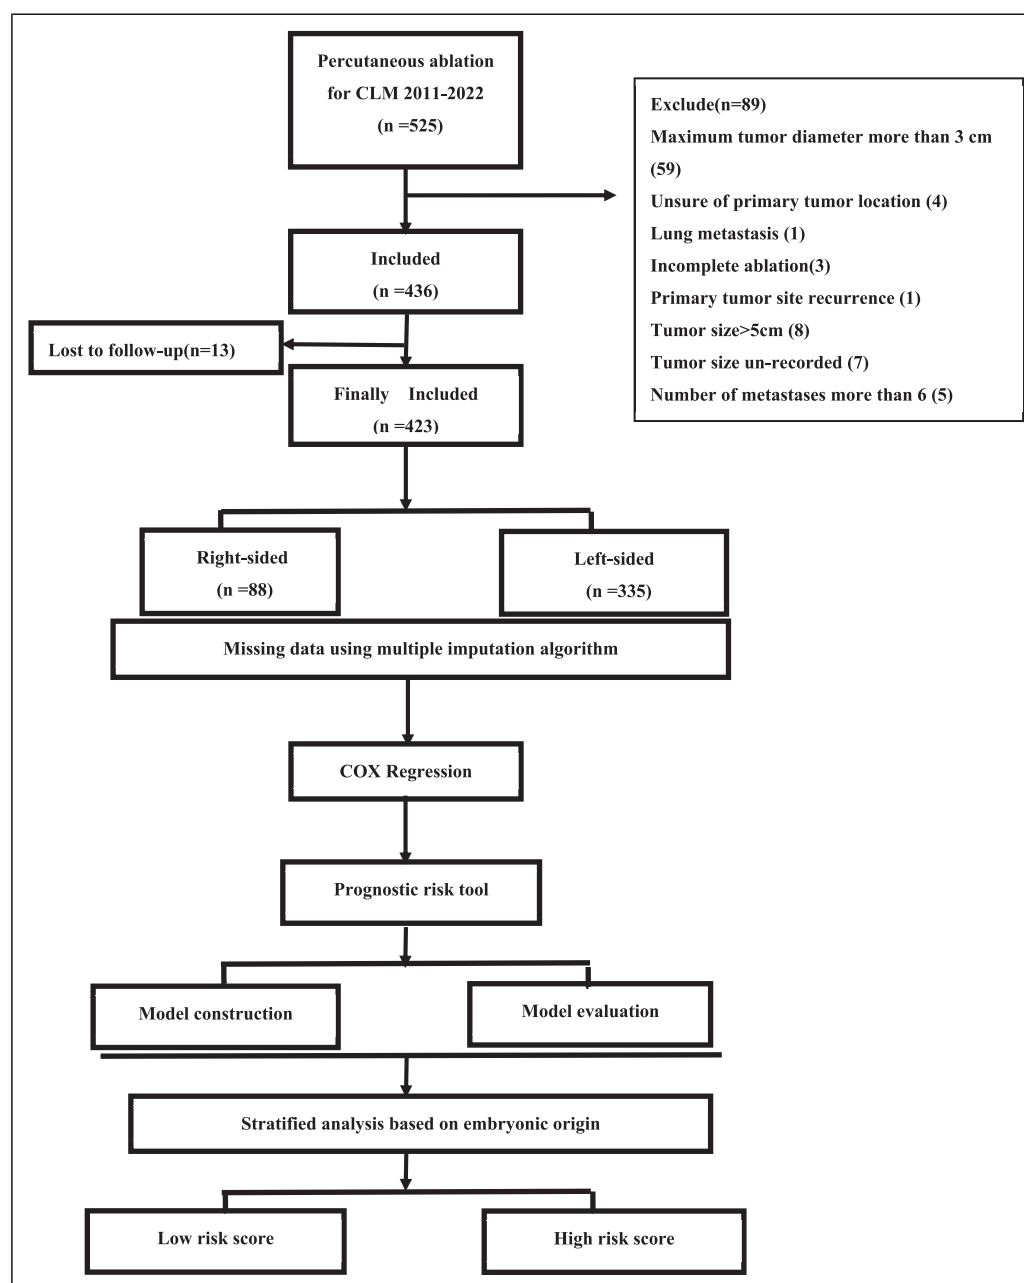 Percutaneous ablation
for CLM 2011-2022
(n =525)
Exclude(n=89)
Maximum tumor diameter more than 3 cm
(59)
Unsure of primary tumor location (4)
Lung metastasis (1)
Incomplete ablation(3)
Primary tumor site recurrence (1)
Tumor size>5cm (8)
Tumor size un-recorded (7)
Number of metastases more than 6 (5)
Included
(n =436)
Lost to follow-up(n=13)
Finally Included
(n =423)
Right-sided
(n =88)
Left-sided
(n =335)
Missing data using multiple imputation algorithm
COX Regression
Prognostic risk tool
Model construction
Model evaluation
Stratified analysis based on embryonic origin
Low risk score
High risk score